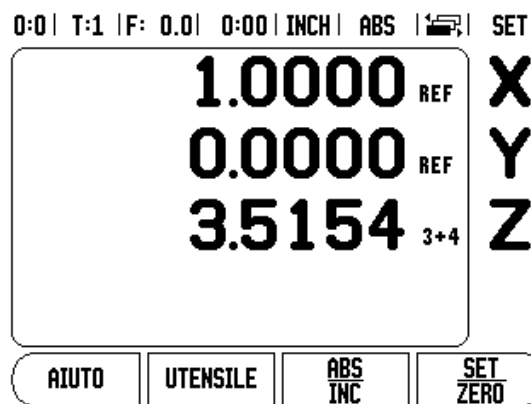 0:0 | T:1 | F: 0.0 | 0:00 | INCH | ABS | SET
1.0000 REF X
0.0000 REF Y
3.5154 3+4 Z
AIUTO UTENSILE ABS SET
INC ZERO